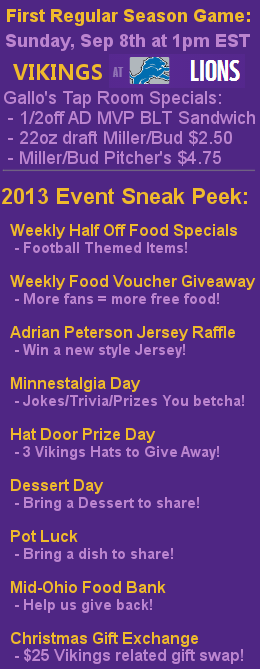 First Regular Season Game:
Sunday, Sep 8th at 1pm EST
VIKINGS AT LIONS
Gallo's Tap Room Specials:
- 1/2off AD MVP BLT Sandwich
- 22oz draft Miller/Bud $2.50
- Miller/Bud Pitcher's $4.75
2013 Event Sneak Peek:
Weekly Half Off Food Specials
- Football Themed Items!
Weekly Food Voucher Giveaway
- More fans = more free food!
Adrian Peterson Jersey Raffle
- Win a new style Jersey!
Minnestalgia Day
- Jokes/Trivia/Prizes You betcha!
Hat Door Prize Day
- 3 Vikings Hats to Give Away!
Dessert Day
- Bring a Dessert to share!
Pot Luck
- Bring a dish to share!
Mid-Ohio Food Bank
- Help us give back!
Christmas Gift Exchange
- $25 Vikings related gift swap!